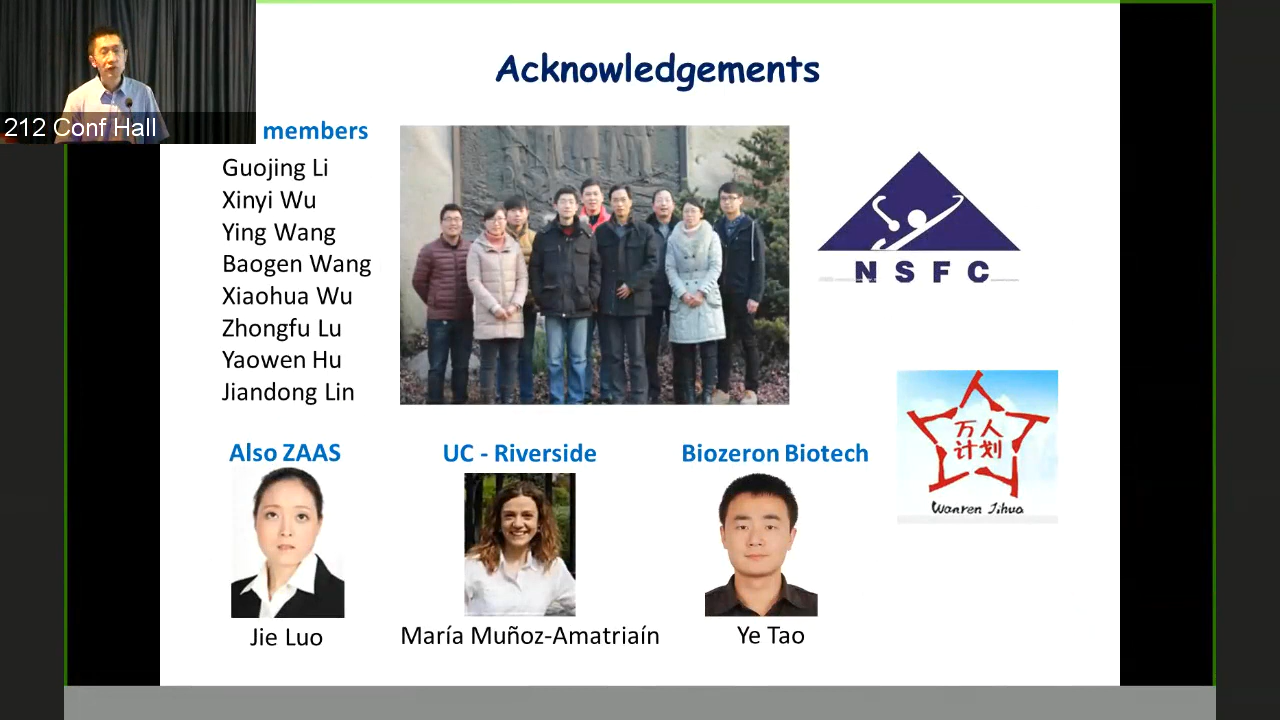 Acknowledgements
212 Conf Hall
members
Guojing Li
Xinyi Wu
Ying Wang
Baogen Wang
Xiaohua Wu
Zhongfu Lu
Yaowen Hu
Jiandong Lin
NSFC
万人
计划
Wanren Jihua
Also ZAAS
UC - Riverside
Biozeron Biotech
Jie Luo
María Muñoz-Amatriaín
Ye Tao